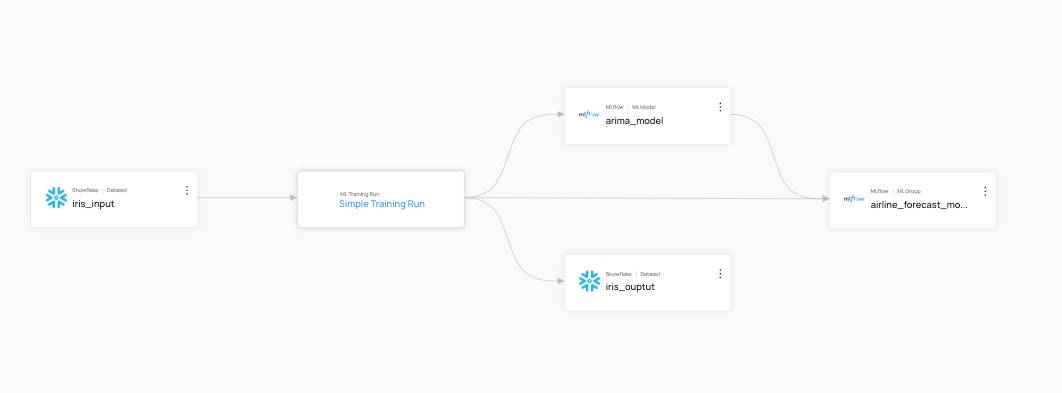 Snowflake | Dataset
iris_input
ML Training Run
Simple Training Run
mlflow
MLflow | ML Model
arima_model
Snowflake | Dataset
iris_ouptut
mlflow
MLflow | ML Group
airline_forecast_mo...